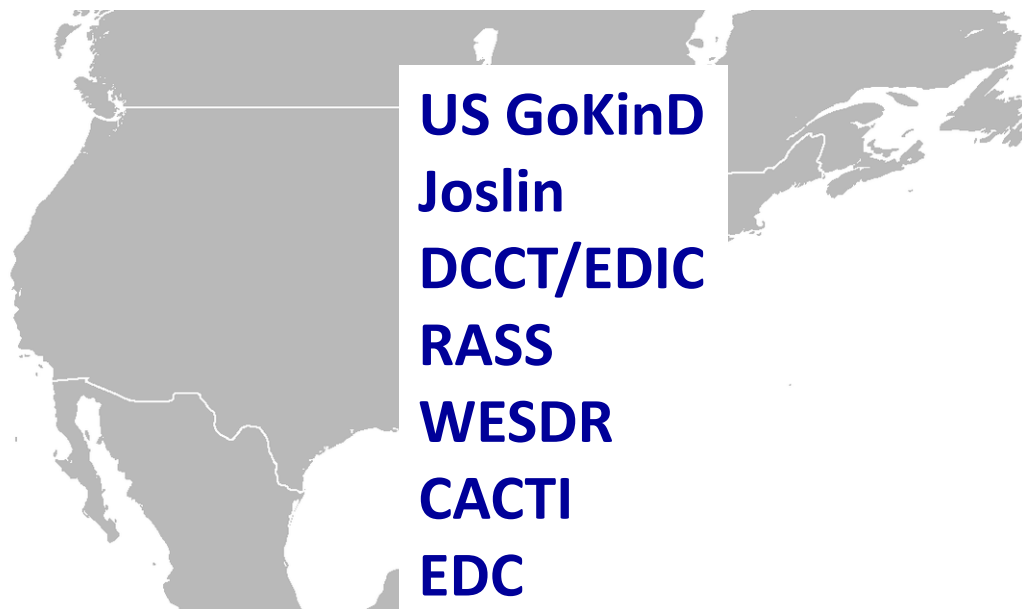 US GoKinD
Joslin
DCCT/EDIC
RASS
WESDR
CACTI
EDC